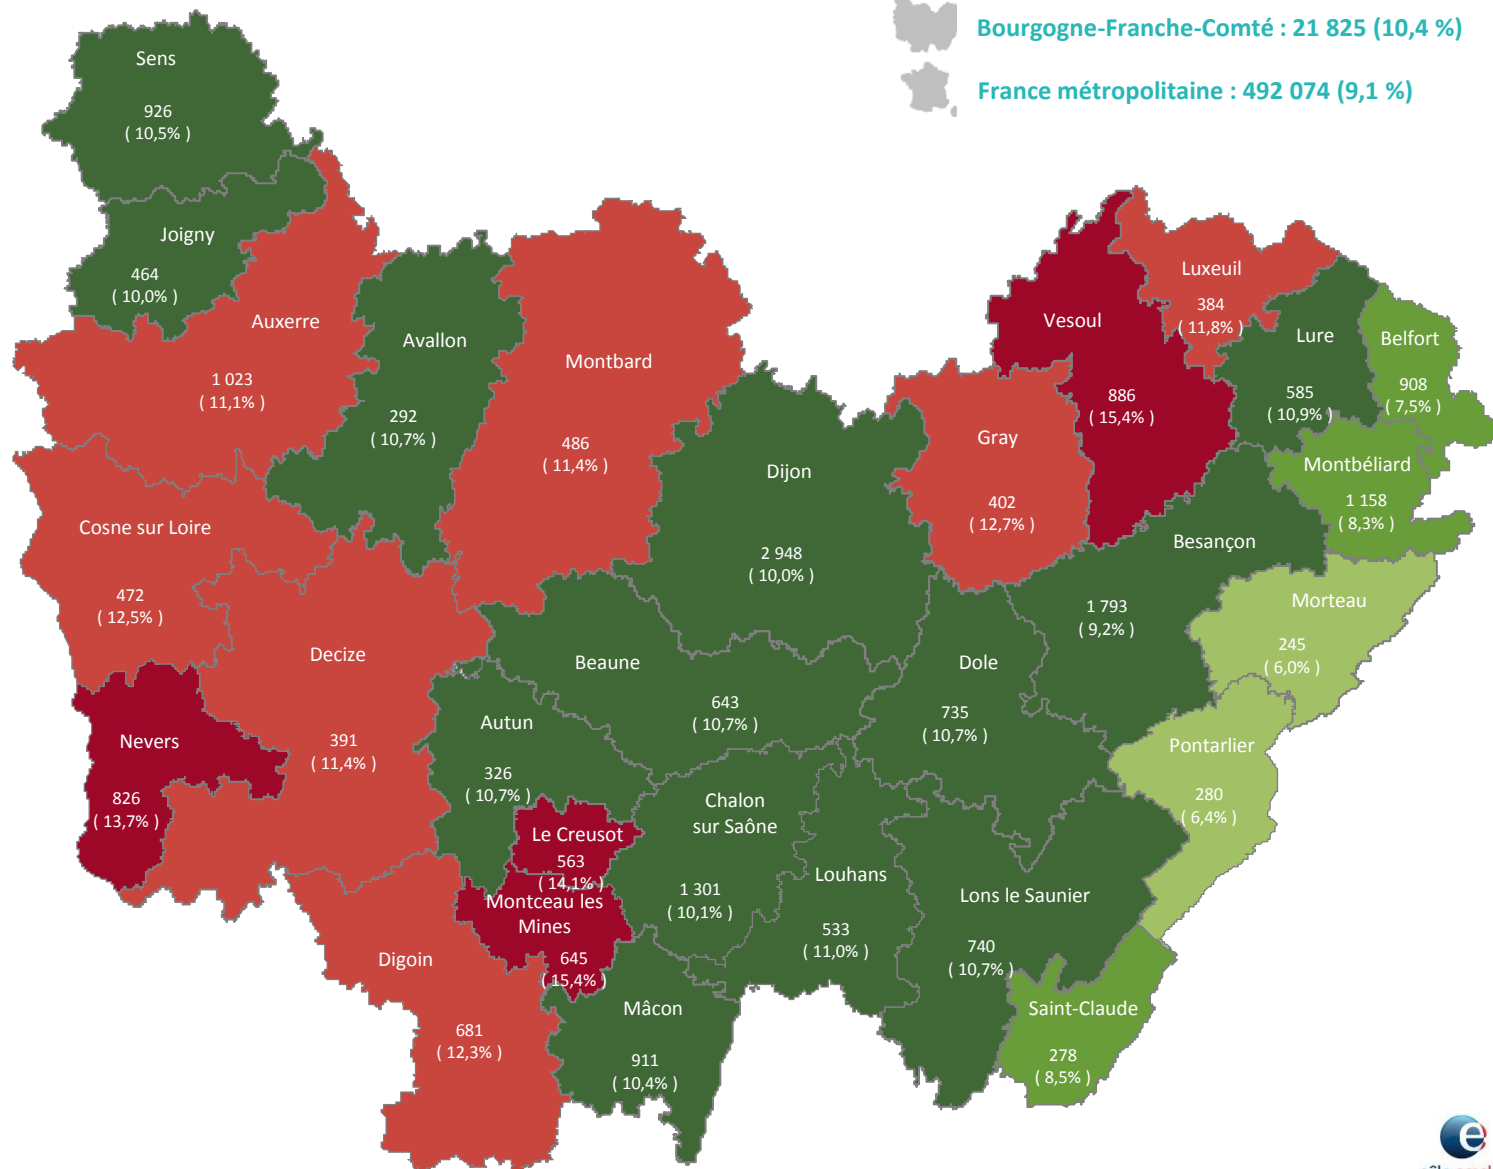 Bourgogne-Franche-Comté : 21 825 (10,4 %)
France métropolitaine : 492 074 (9,1 %)
Sens
926
( 10,5% )
Joigny
464
(10,0% )
Auxerre
1 023
( 11,1% )
Avallon
292
( 10,7% )
Montbard
486
( 11,4% )
Vesoul
886
( 15,4% )
Luxeuil
384
( 11,8% )
Lure
585
( 10,9% )
Belfort
908
( 7,5% )
Montbéliard
1 158
( 8,3% )
Gray
402
( 12,7% )
Dijon
2 948
( 10,0% )
Besançon
1 793
( 9,2% )
Cosne sur Loire
472
( 12,5% )
Decize
391
( 11,4% )
Nevers
826
( 13,7% )
Beaune
643
( 10,7% )
Dole
735
( 10,7% )
Morteau
245
( 6,0% )
Pontarlier
280
( 6,4% )
Autun
326
( 10,7% )
Le Creusot
563
( 14,1% )
Montceau les
Mines
645
( 15,4% )
Chalon
sur Saône
1 301
( 10,1% )
Louhans
533
( 11,0% )
Lons le Saunier
740
( 10,7% )
Digoin
681
( 12,3% )
Mâcon
911
( 10,4% )
Saint-Claude
278
( 8,5% )